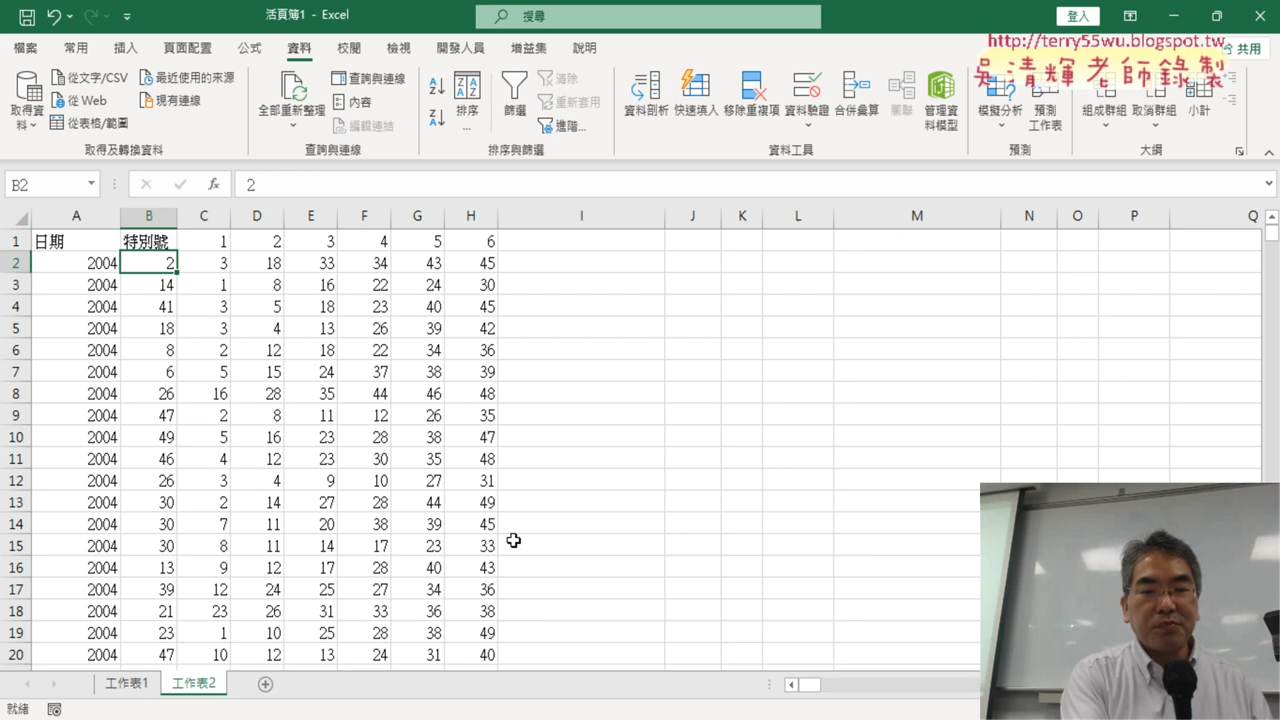 活頁簿1 - Excel
搜尋
登入
檔案 常用 插入 頁面配置 公式 資料 校閱 檢視 開發人員 增益集 說明
共用
http://terry55wu.blogspot.tw
吳清輝老師錄製
取得資料
從文字/CSV
從 Web
從表格/範圍
最近使用的來源
現有連線
取得及轉換資料
全部重新整理
查詢與連線
內容
編輯連結
查詢與連線
排序...
篩選
清除
重新套用
進階...
排序與篩選
資料剖析 快速填入 移除重複項 資料驗證 合併彙算 關聯 管理資料模型
資料工具
模擬分析 預測工作表
預測
組成群組 取消群組 小計
大綱
B2
fx
2
A B C D E F G H I J K L M N O P Q
1 日期 特別號 1 2 3 4 5 6
2 2004 2 3 18 33 34 43 45
3 2004 14 1 8 16 22 24 30
4 2004 41 3 5 18 23 40 45
5 2004 18 3 4 13 26 39 42
6 2004 8 2 12 18 22 34 36
7 2004 6 5 15 24 37 38 39
8 2004 26 16 28 35 44 46 48
9 2004 47 2 8 11 12 26 35
10 2004 49 5 16 23 28 38 47
11 2004 46 4 12 23 30 35 48
12 2004 26 3 4 9 10 27 31
13 2004 30 2 14 27 28 44 49
14 2004 30 7 11 20 38 39 45
15 2004 30 8 11 14 17 23 33
16 2004 13 9 12 17 28 40 43
17 2004 39 12 24 25 27 34 36
18 2004 21 23 26 31 33 36 38
19 2004 23 1 10 25 28 38 49
20 2004 47 10 12 13 24 31 40
工作表1 工作表2
就緒